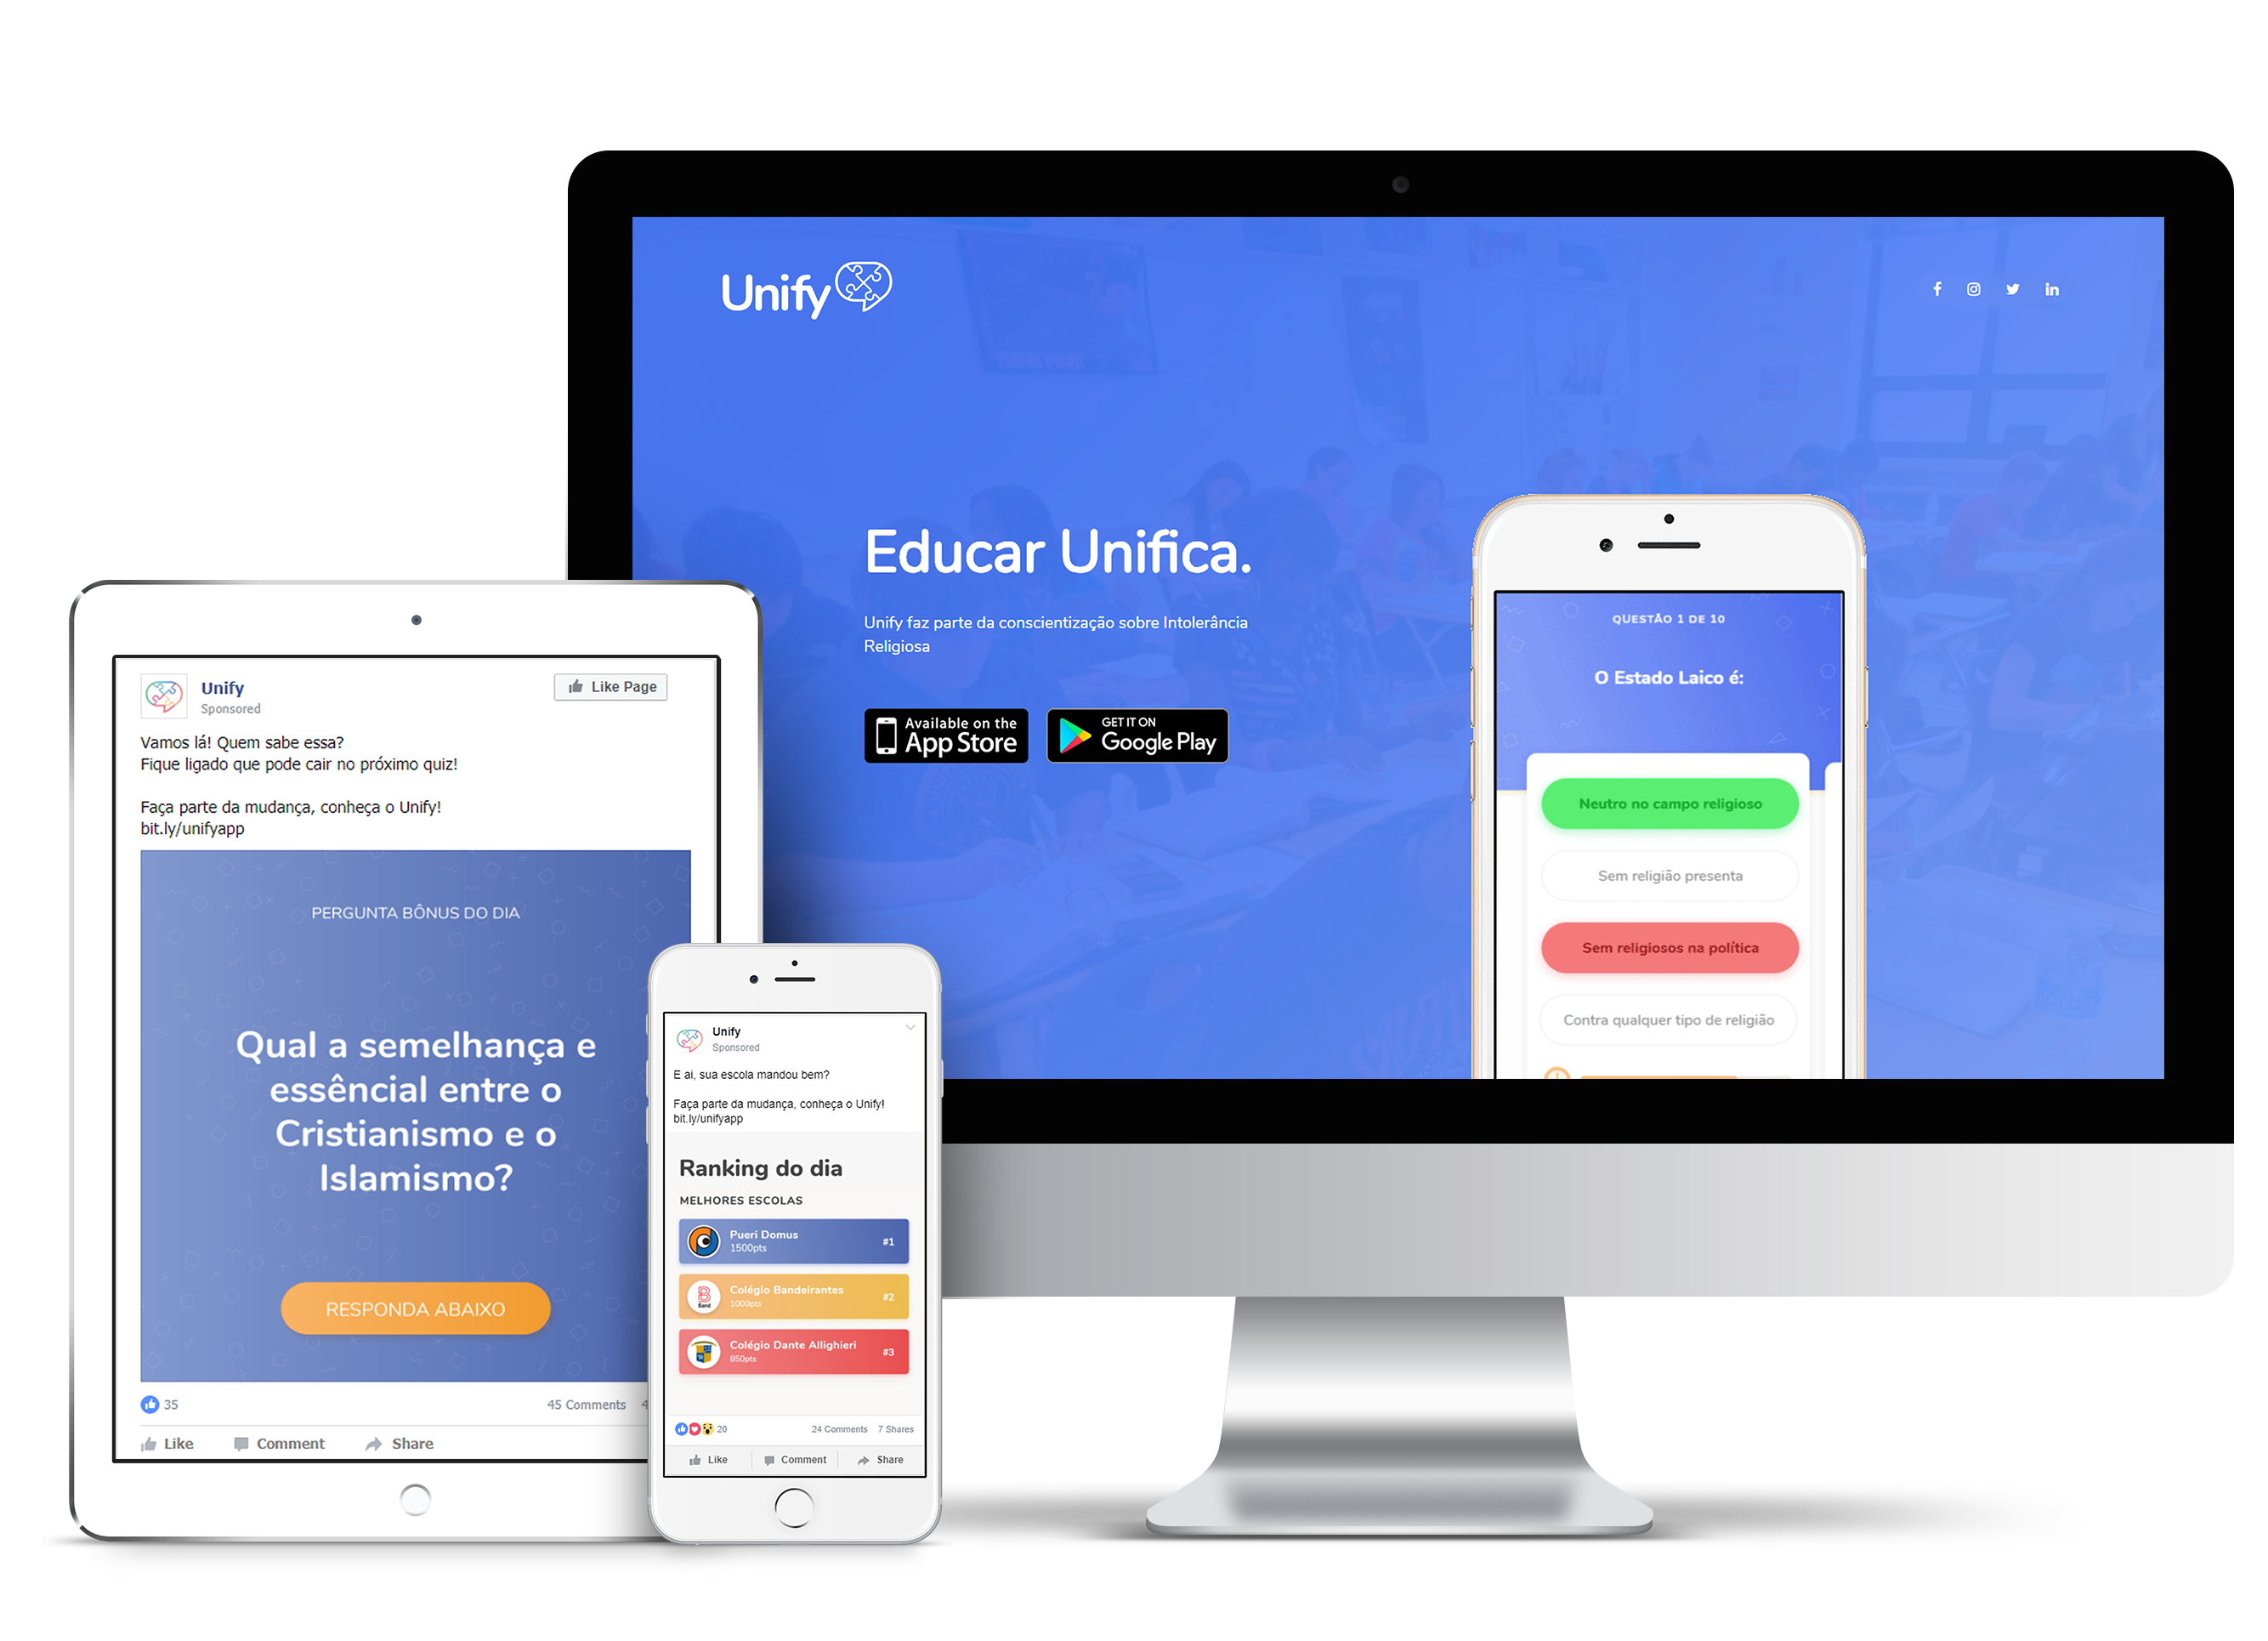 Unify
Educar Unifica.
Unify faz parte da conscientização sobre Intolerância
Religiosa
Available on the
App Store
GET IT ON
Google Play
QUESTÃO 1 DE 10
O Estado Laico é:
Neutro no campo religioso
Sem religião presenta
Sem religiosos na política
Contra qualquer tipo de religião
Unify
Sponsored
Like Page
Vamos lá! Quem sabe essa?
Fique ligado que pode cair no próximo quiz!
Faça parte da mudança, conheça o Unify!
bit.ly/unifyapp
PERGUNTA BÔNUS DO DIA
Qual a semelhança e
essêncial entre o
Cristianismo e o
Islamismo?
RESPONDA ABAIXO
35
45 Comments
Like Comment Share
Unify
Sponsored
E ai, sua escola mandou bem?
Faça parte da mudança, conheça o Unify!
bit.ly/unifyapp
Ranking do dia
MELHORES ESCOLAS
Pueri Domus
1500pts
#1
Colégio Bandeirantes
1000pts
#2
Band
Colégio Dante Allighieri
850pts
#3
20
24 Comments 7 Shares
Like Comment Share